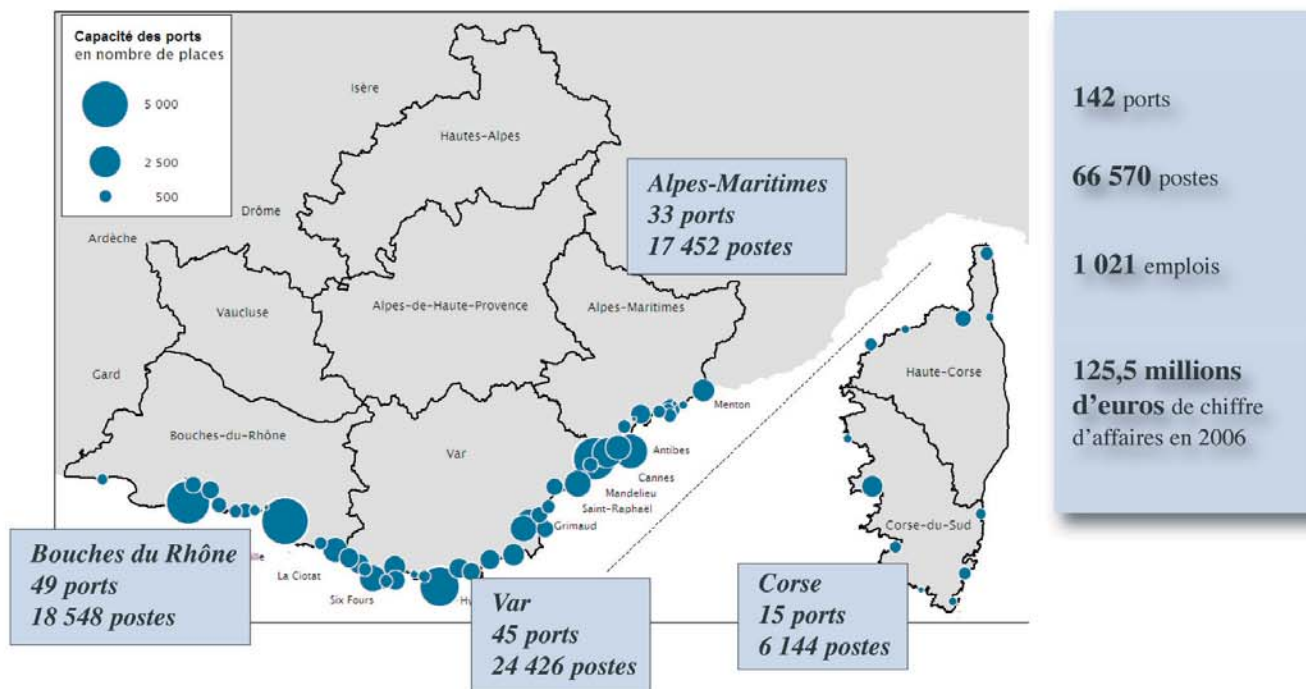 Capacité des ports
en nombre de places
5 000
2 500
500
Isère
Hautes-Alpes
Drôme
Ardèche
Vaucluse
Alpes-de-Haute-Provence
Alpes-Maritimes
Gard
Bouches-du-Rhône
Var
Haute-Corse
Corse-du-Sud
Menton
Antibes
Cannes
Mandelieu
Saint-Raphaël
Grimaud
La Ciotat
Six Fours
Alpes-Maritimes
33 ports
17 452 postes
Bouches du Rhône
49 ports
18 548 postes
Var
45 ports
24 426 postes
Corse
15 ports
6 144 postes
142 ports
66 570 postes
1 021 emplois
125,5 millions
d'euros de chiffre
d'affaires en 2006